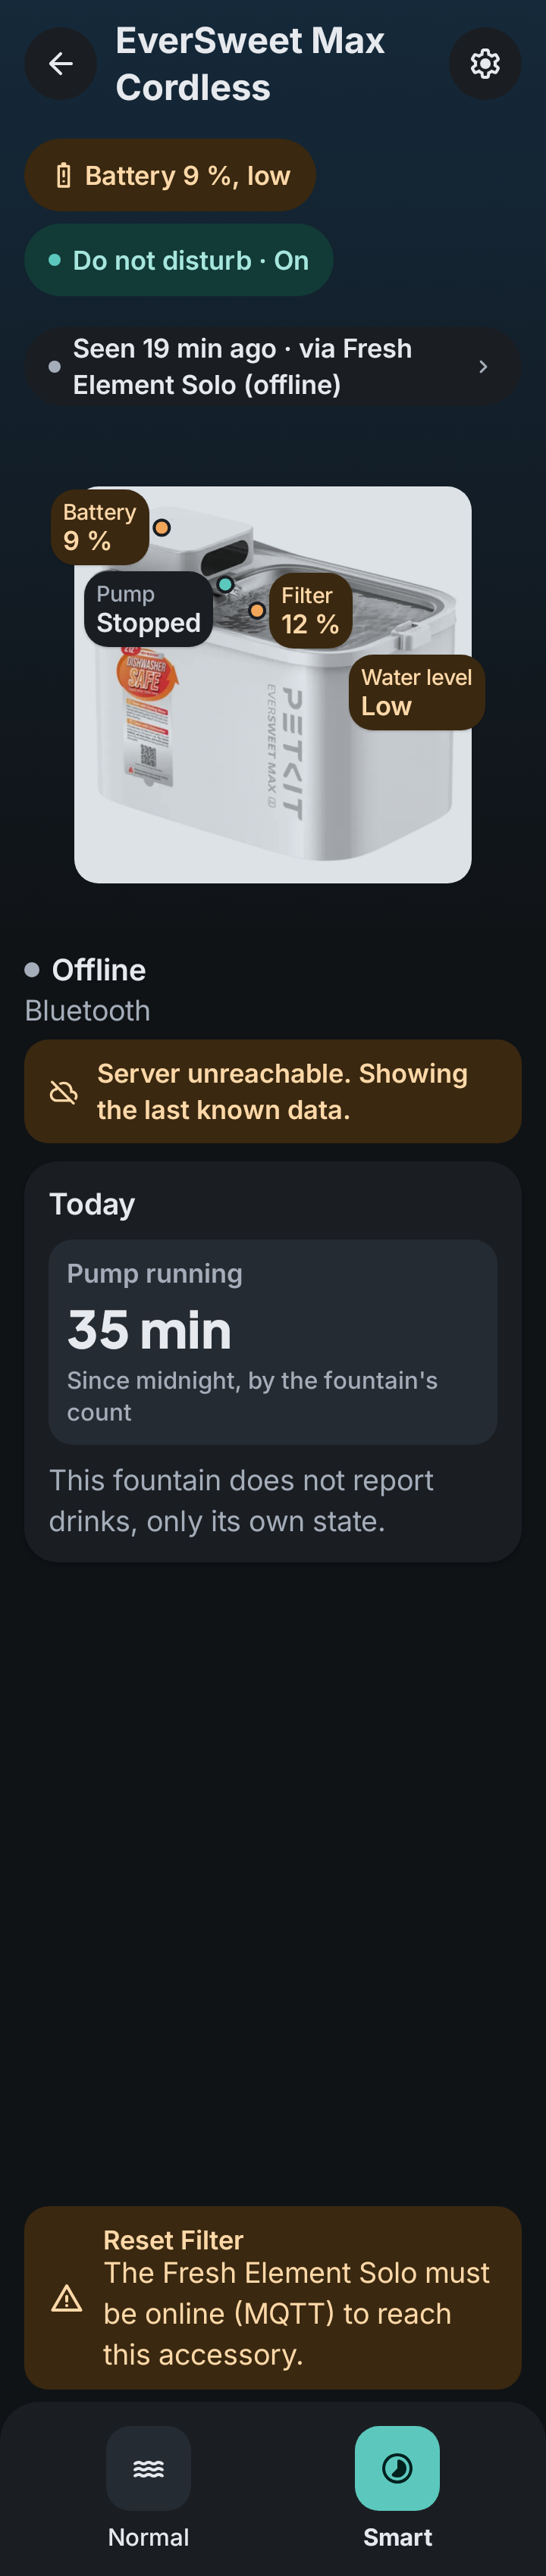 EverSweet Max
Cordless
Battery 9 %, low
Do not disturb · On
Seen 19 min ago · via Fresh
Element Solo (offline)
Battery
9 %
Pump
Stopped
Filter
12 %
Water level
Low
DISHWASHER
SAFE
PETKIT
EVERSWEET MAX
Offline
Bluetooth
Server unreachable. Showing
the last known data.
Today
Pump running
35 min
Since midnight, by the fountain's
count
This fountain does not report
drinks, only its own state.
Reset Filter
The Fresh Element Solo must
be online (MQTT) to reach
this accessory.
Normal
Smart